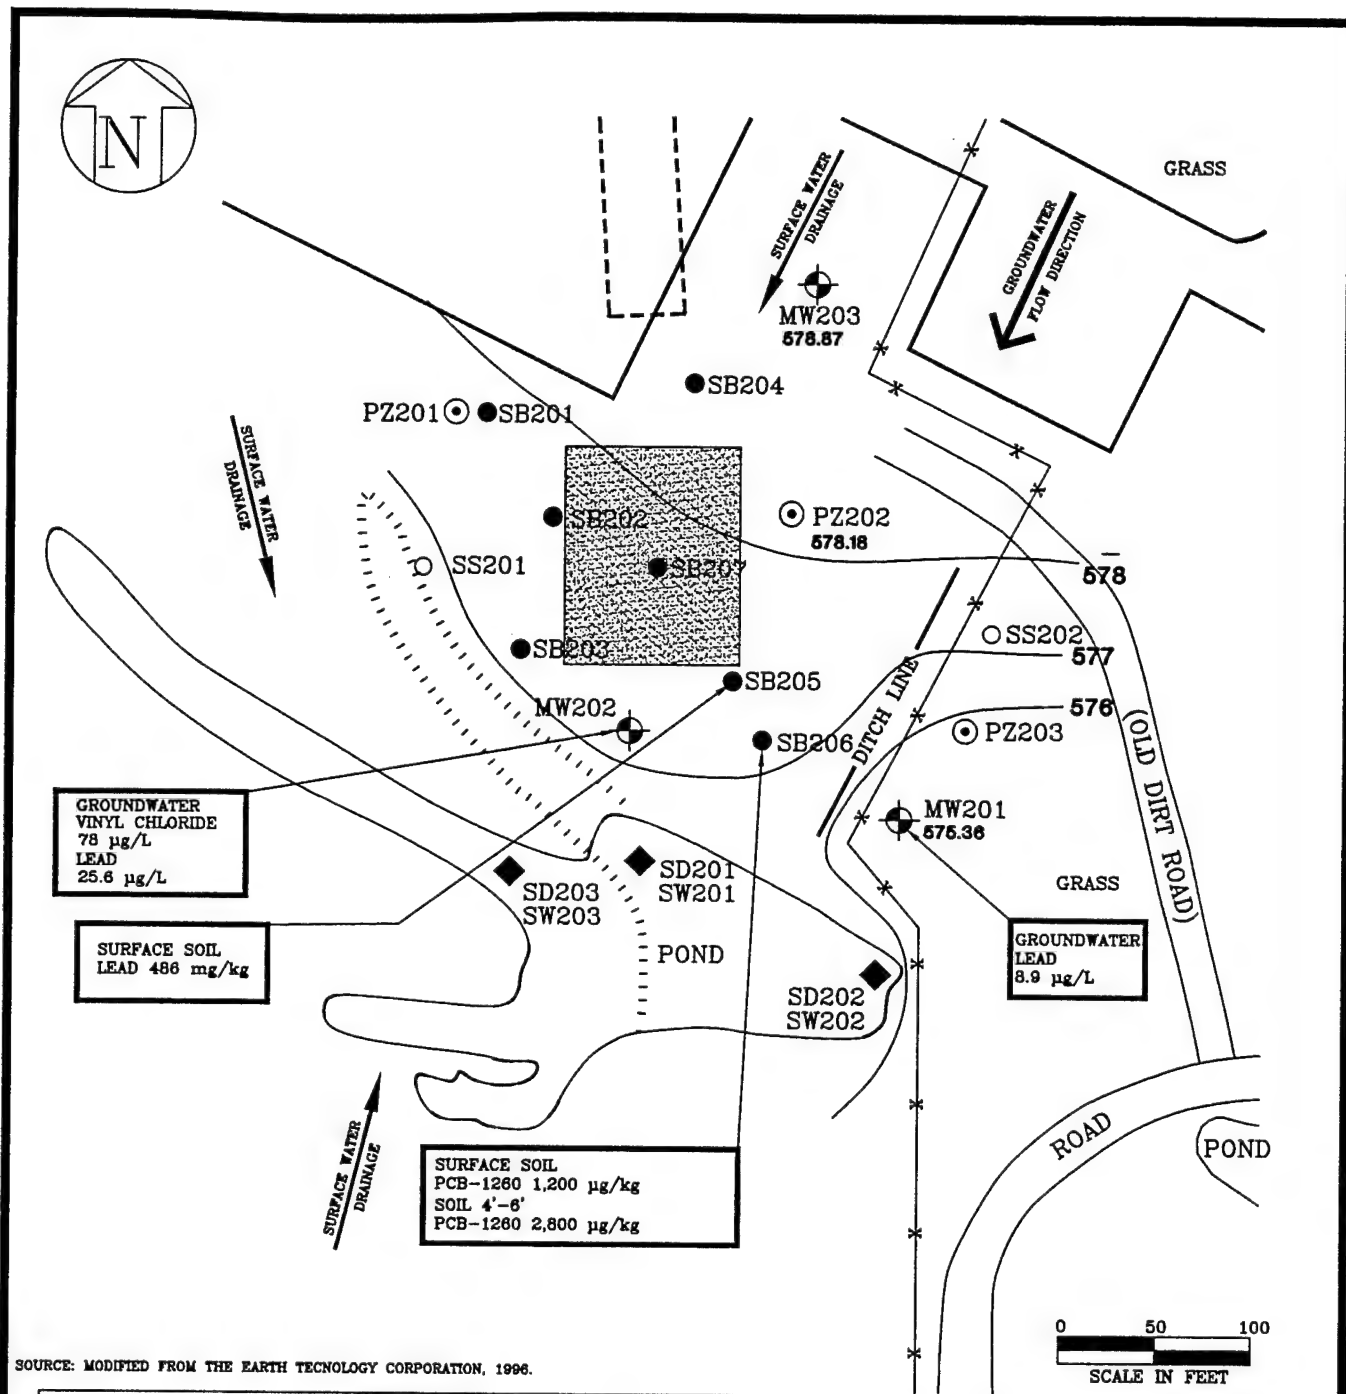 N
GRASS
SURFACE WATER
DRAINAGE
GROUNDWATER
FLOW DIRECTION
MW203
578.87
SB204
PZ201
SB201
SURFACE WATER
DRAINAGE
SB202
PZ202
578.18
SS201
SB207
578
SS202
SB203
577
SB205
MW202
576
SB206
DITCH LINE
PZ203
(OLD DIRT ROAD)
GROUNDWATER
VINYL CHLORIDE
78 µg/L
LEAD
25.6 µg/L
MW201
575.36
SD203
SW203
SD201
SW201
GRASS
SURFACE SOIL
LEAD 486 mg/kg
POND
GROUNDWATER
LEAD
8.9 µg/L
SD202
SW202
SURFACE WATER
DRAINAGE
ROAD
POND
SURFACE SOIL
PCB-1260 1,200 µg/kg
SOIL 4'-6'
PCB-1260 2,800 µg/kg
0 50 100
SCALE IN FEET
SOURCE: MODIFIED FROM THE EARTH TECNOLOGY CORPORATION, 1996.